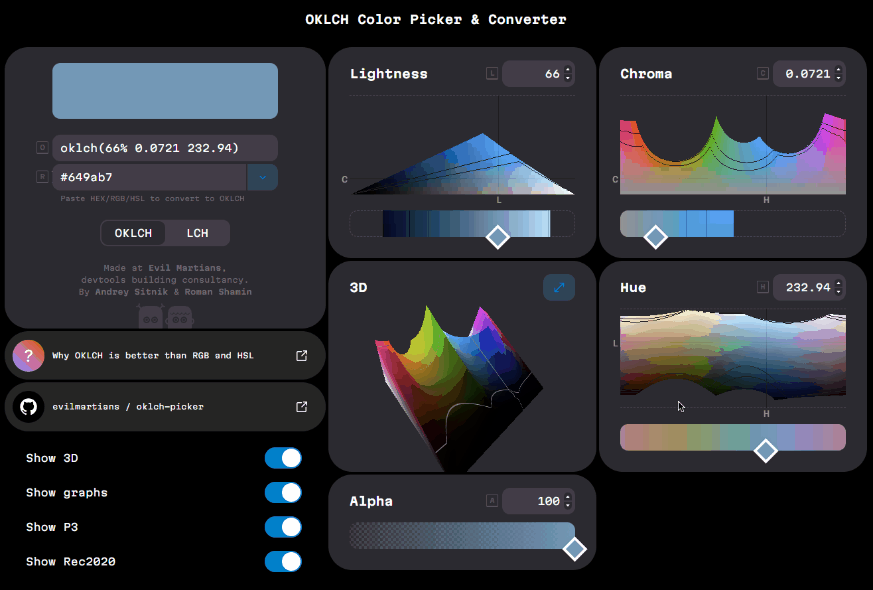 OKLCH Color Picker & Converter
O
oklch(66% 0.0721 232.94)
R
#649ab7
Paste HEX/RGB/HSL to convert to OKLCH
OKLCH LCH
Made at Evil Martians,
devtools building consultancy.
By Andrey Sitnik & Roman Shamin
? Why OKLCH is better than RGB and HSL
evilmartians / oklch-picker
Show 3D
Show graphs
Show P3
Show Rec2020
Lightness L 66
C
L
3D
Alpha A 100
Chroma C 0.0721
C
H
Hue H 232.94
L
H